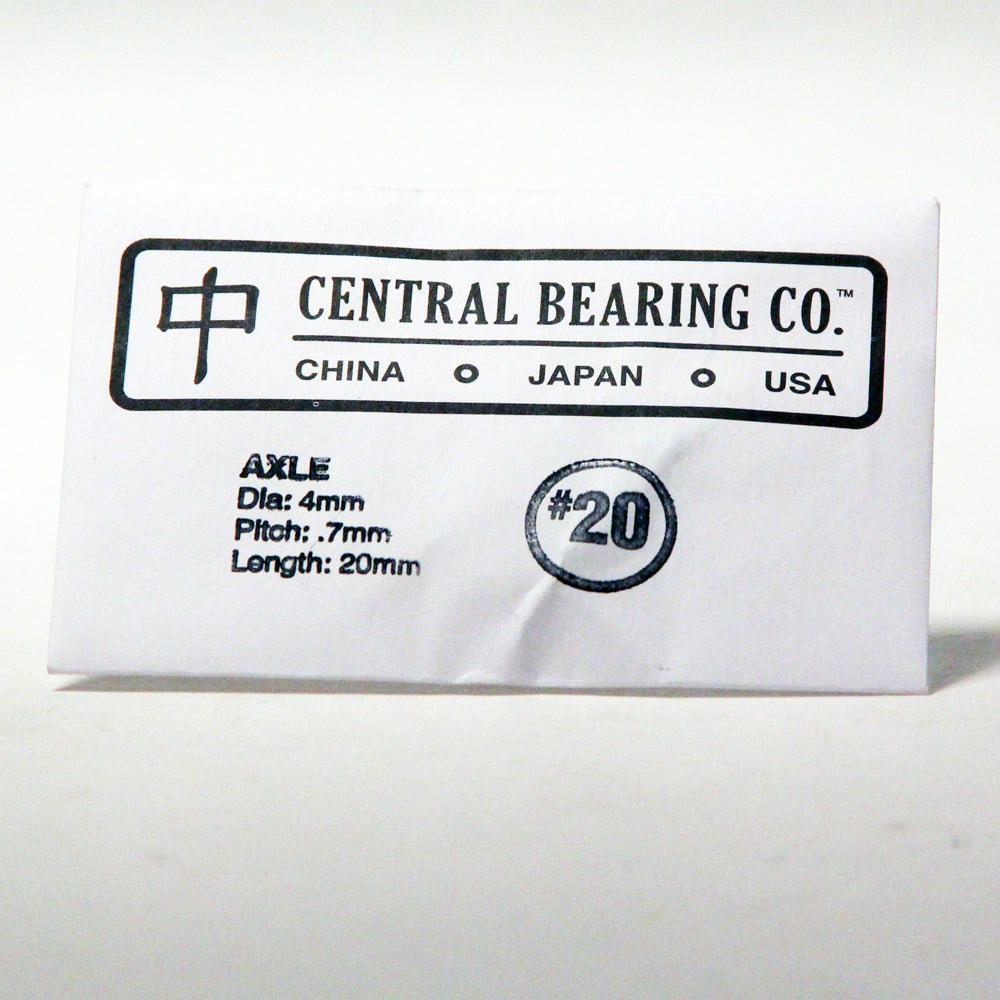 中
CENTRAL BEARING CO.™
CHINA o JAPAN o USA
AXLE
Dia: 4mm
Pitch: .7mm
Length: 20mm
#20